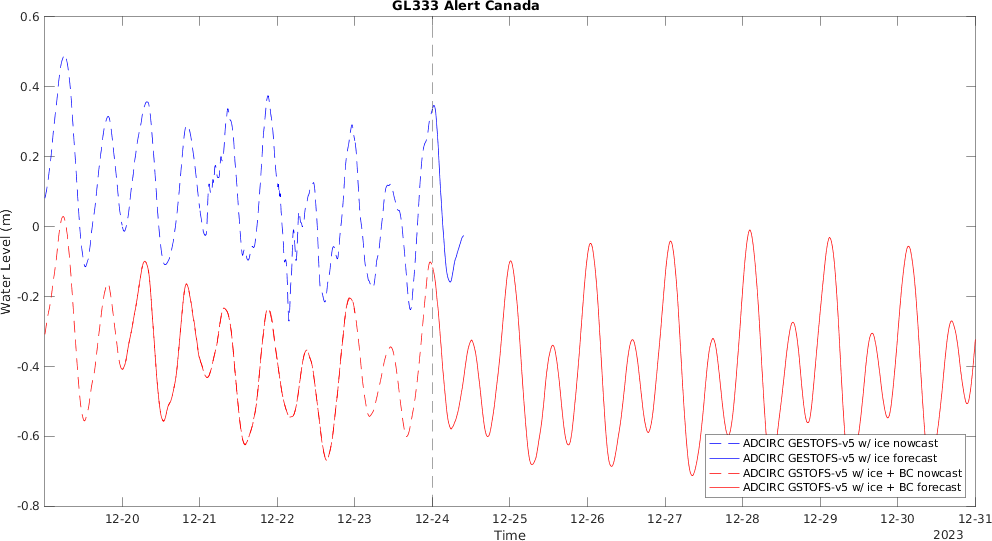 GL333 Alert Canada
0.6
0.4
0.2
0
-0.2
-0.4
-0.6
-0.8
Water Level (m)
ADCIRC GESTOFS-v5 w/ ice nowcast
ADCIRC GESTOFS-v5 w/ ice forecast
ADCIRC GSTOFS-v5 w/ ice + BC nowcast
ADCIRC GSTOFS-v5 w/ ice + BC forecast
12-20 12-21 12-22 12-23 12-24 12-25 12-26 12-27 12-28 12-29 12-30 12-31
Time
2023